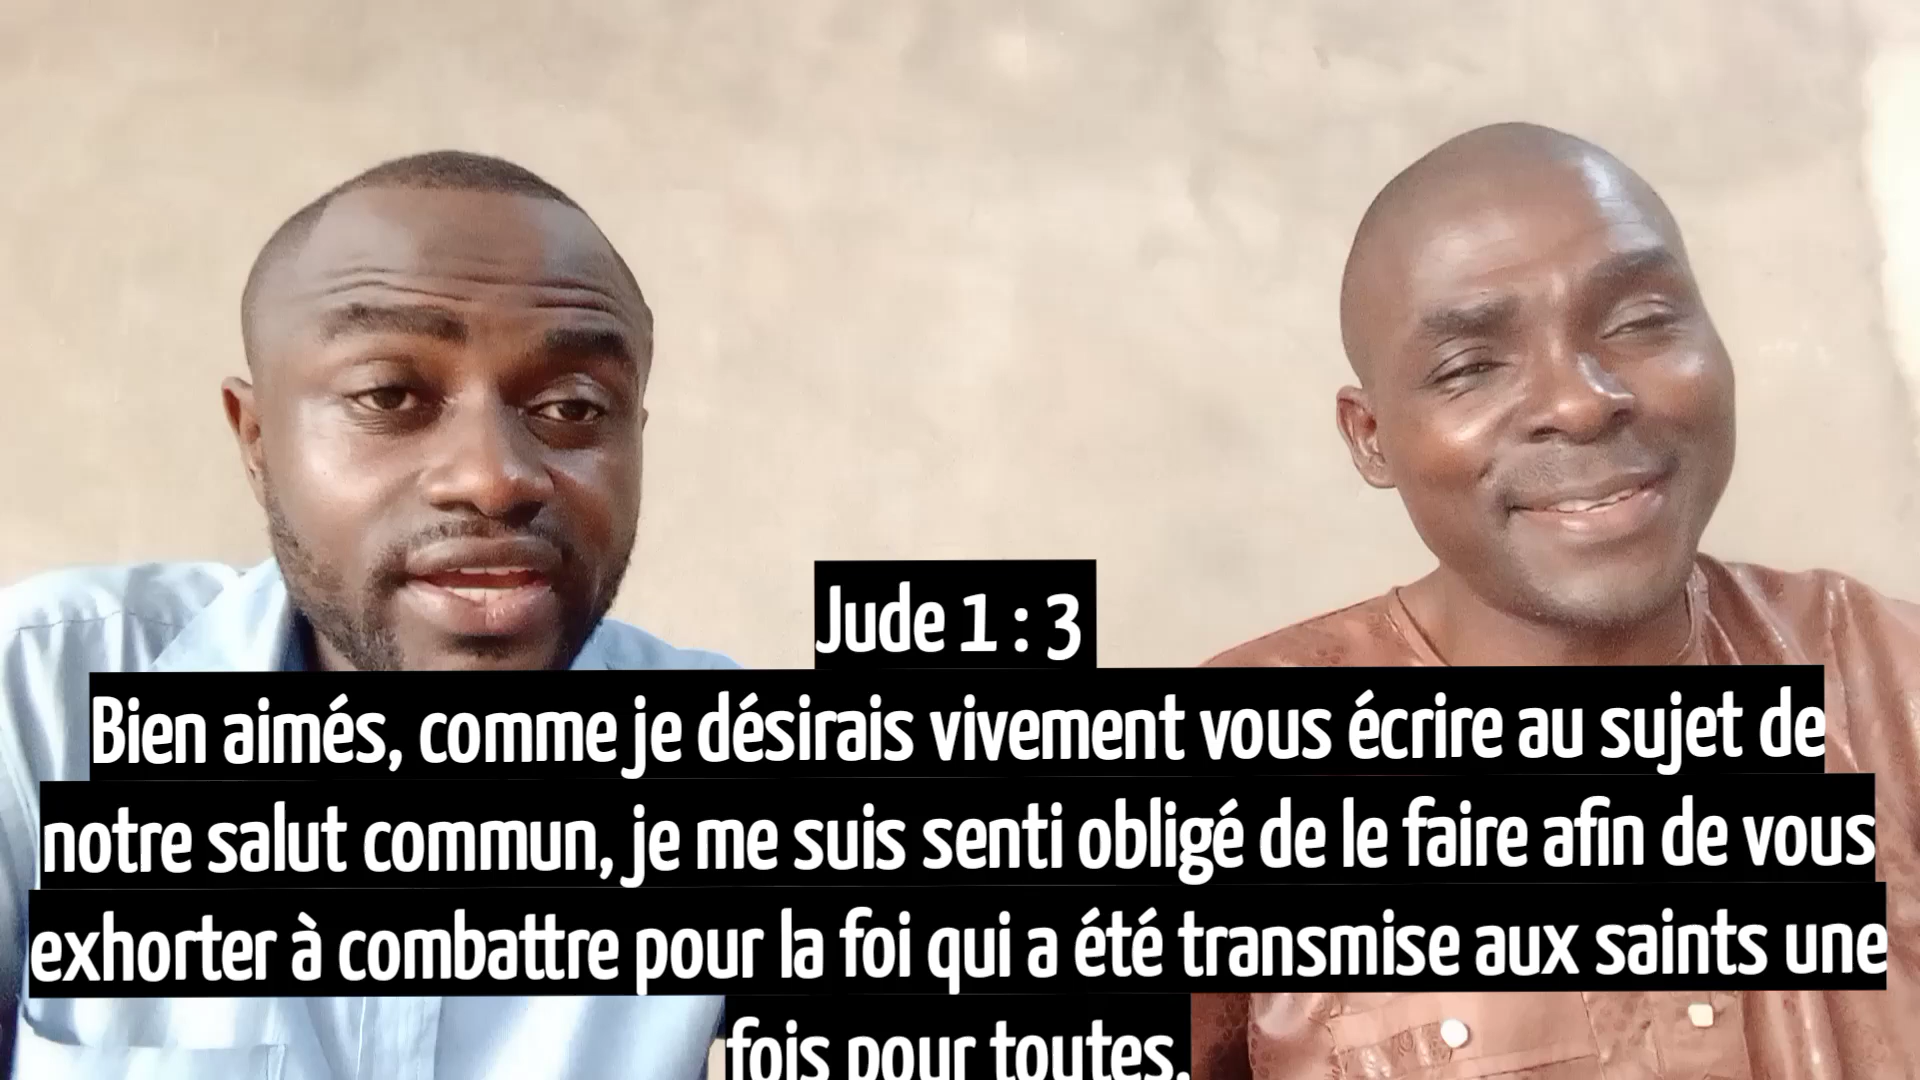 Jude 1 : 3
Bien aimés, comme je désirais vivement vous écrire au sujet de
notre salut commun, je me suis senti obligé de le faire afin de vous
exhorter à combattre pour la foi qui a été transmise aux saints une
fois pour toutes.